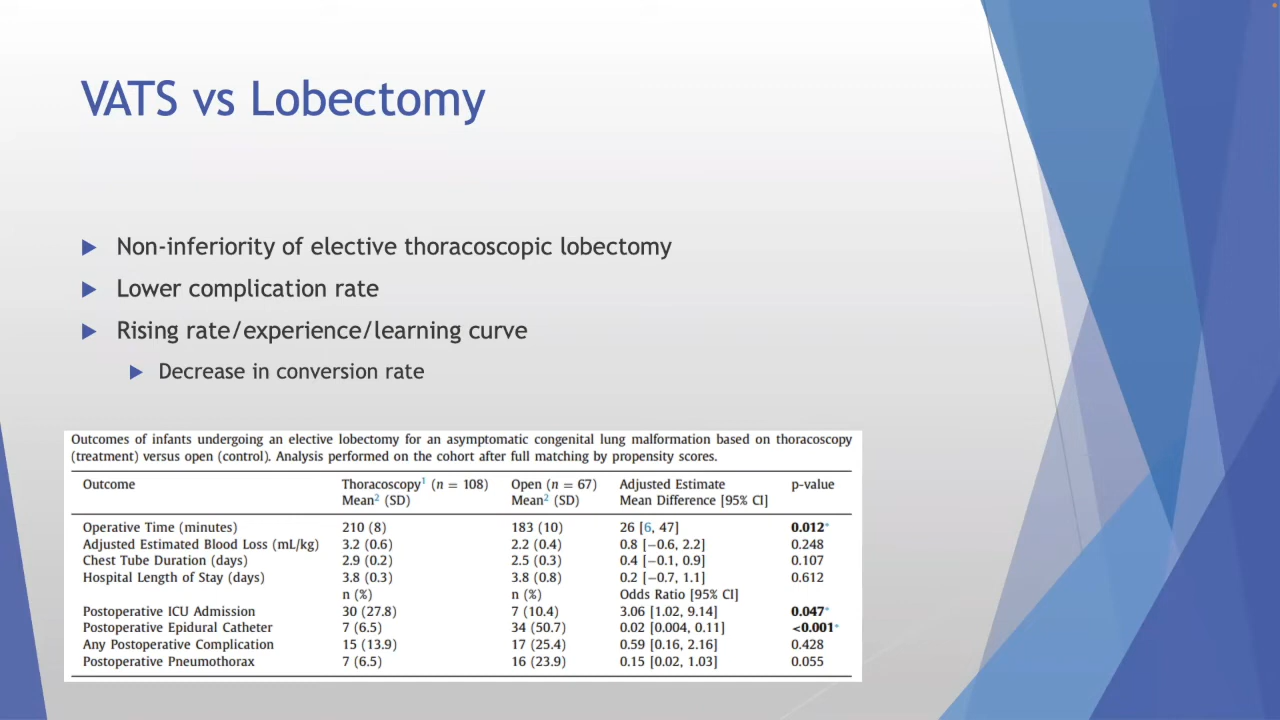 VATS vs Lobectomy
Non-inferiority of elective thoracoscopic lobectomy
Lower complication rate
Rising rate/experience/learning curve
Decrease in conversion rate
Outcomes of infants undergoing an elective lobectomy for an asymptomatic congenital lung malformation based on thoracoscopy
(treatment) versus open (control). Analysis performed on the cohort after full matching by propensity scores.
Outcome Thoracoscopy¹ (n = 108) Open (n = 67) Adjusted Estimate p-value
Mean² (SD) Mean² (SD) Mean Difference [95% CI]
Operative Time (minutes) 210 (8) 183 (10) 26 [6, 47] 0.012*
Adjusted Estimated Blood Loss (mL/kg) 3.2 (0.6) 2.2 (0.4) 0.8 [−0.6, 2.2] 0.248
Chest Tube Duration (days) 2.9 (0.2) 2.5 (0.3) 0.4 [−0.1, 0.9] 0.107
Hospital Length of Stay (days) 3.8 (0.3) 3.8 (0.8) 0.2 [−0.7, 1.1] 0.612
n (%) n (%) Odds Ratio [95% CI]
Postoperative ICU Admission 30 (27.8) 7 (10.4) 3.06 [1.02, 9.14] 0.047*
Postoperative Epidural Catheter 7 (6.5) 34 (50.7) 0.02 [0.004, 0.11] <0.001*
Any Postoperative Complication 15 (13.9) 17 (25.4) 0.59 [0.16, 2.16] 0.428
Postoperative Pneumothorax 7 (6.5) 16 (23.9) 0.15 [0.02, 1.03] 0.055